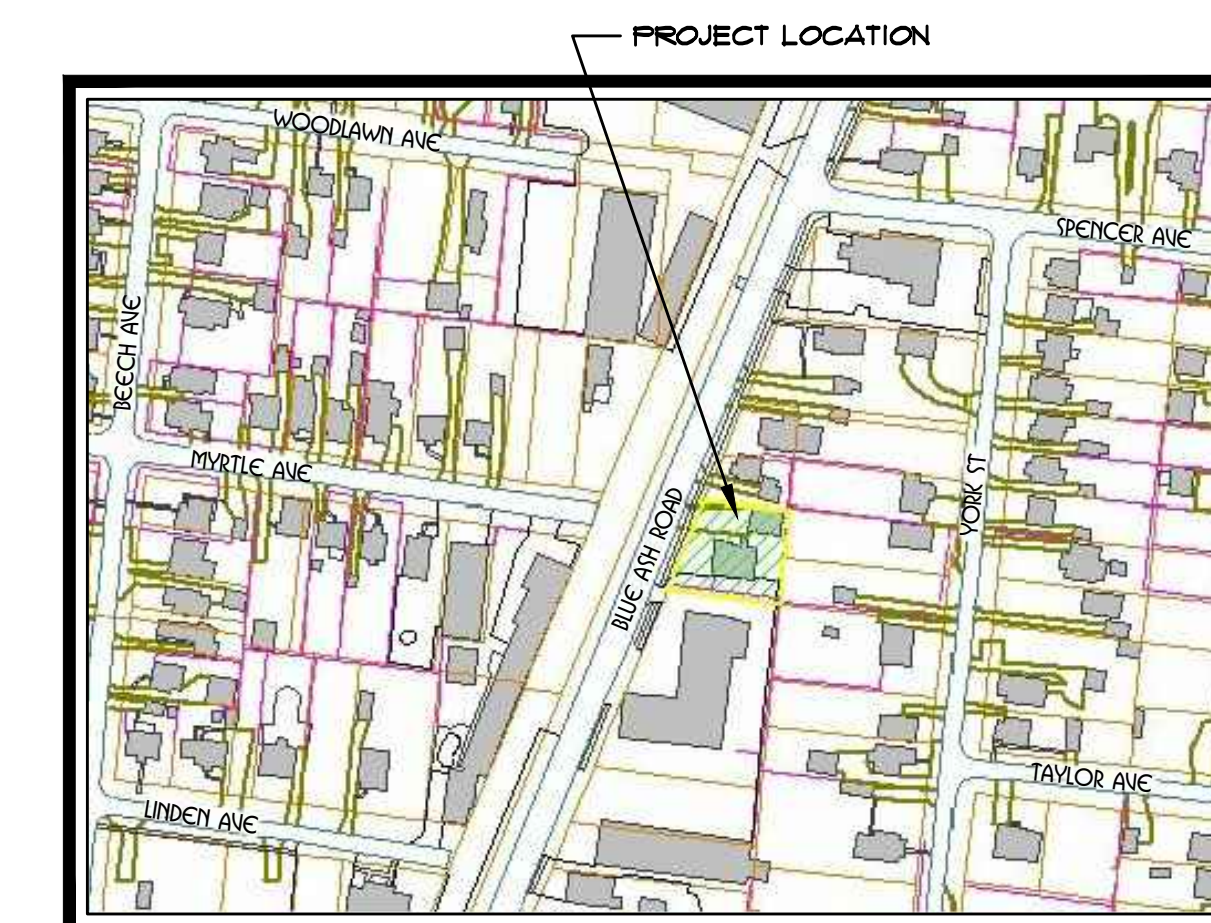 PROJECT LOCATION
WOODLAWN AVE
SPENCER AVE
BEECH AVE
MYRTLE AVE
YORK ST
BLUE ASH ROAD
TAYLOR AVE
LINDEN AVE